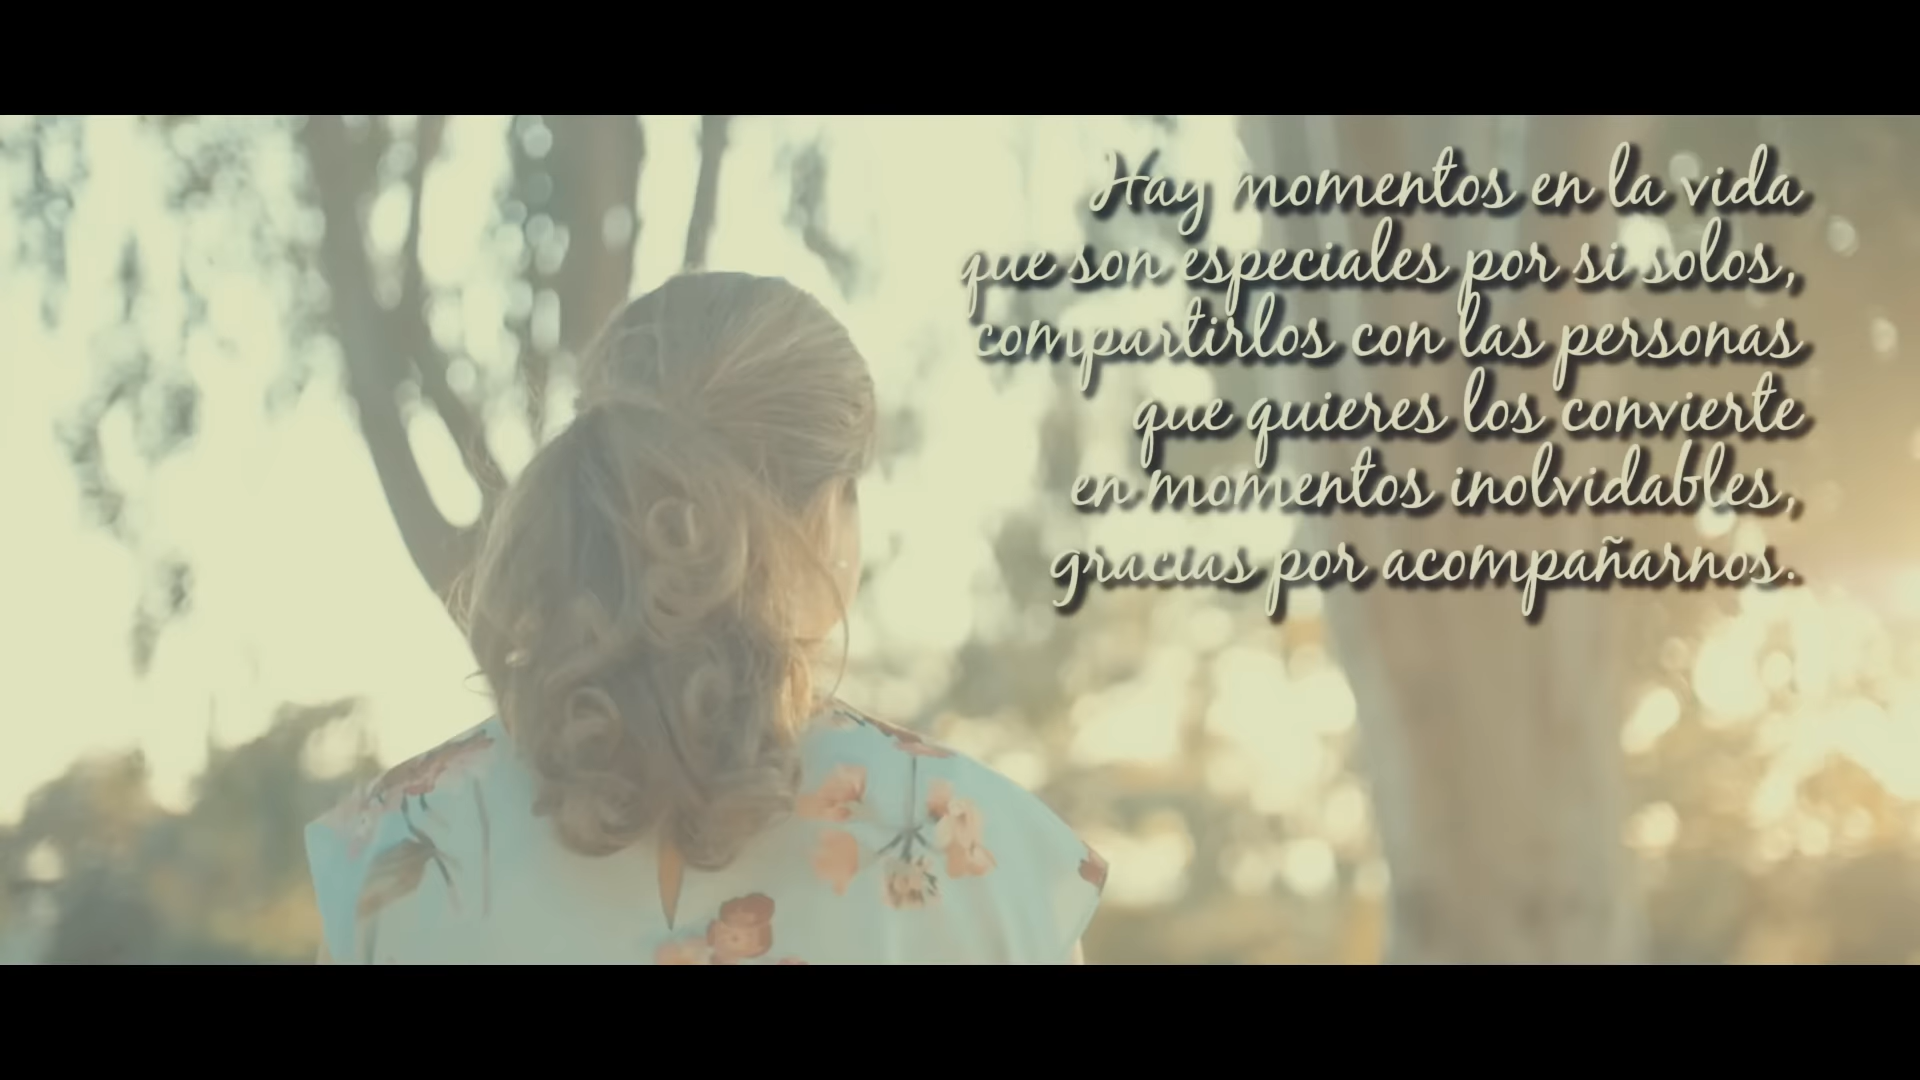 Hay momentos en la vida
que son especiales por si solos,
compartirlos con las personas
que quieres los convierte
en momentos inolvidables,
gracias por acompañarnos.